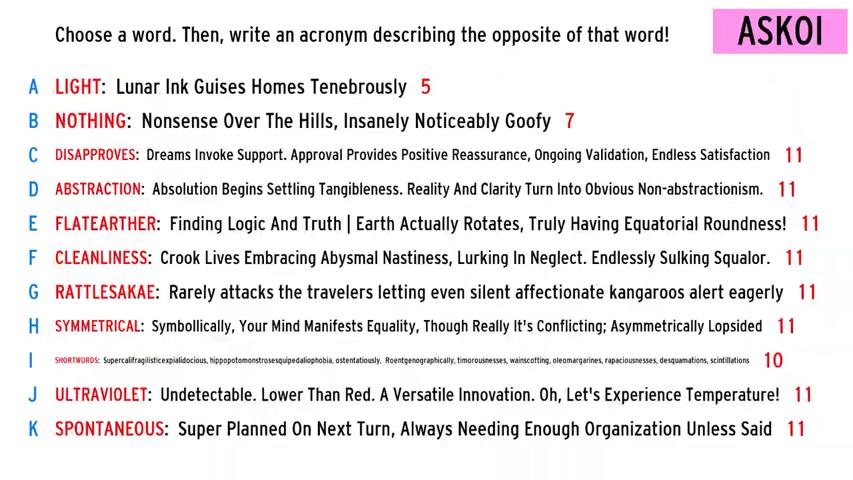 Choose a word. Then, write an acronym describing the opposite of that word!
ASKOI
A LIGHT: Lunar Ink Guises Homes Tenebrously 5
B NOTHING: Nonsense Over The Hills, Insanely Noticeably Goofy 7
C DISAPPROVES: Dreams Invoke Support. Approval Provides Positive Reassurance, Ongoing Validation, Endless Satisfaction 11
D ABSTRACTION: Absolution Begins Settling Tangibleness. Reality And Clarity Turn Into Obvious Non-abstractionism. 11
E FLATEARTHER: Finding Logic And Truth | Earth Actually Rotates, Truly Having Equatorial Roundness! 11
F CLEANLINESS: Crook Lives Embracing Abysmal Nastiness, Lurking In Neglect. Endlessly Sulking Squalor. 11
G RATTLESAKAE: Rarely attacks the travelers letting even silent affectionate kangaroos alert eagerly 11
H SYMMETRICAL: Symbollically, Your Mind Manifests Equality, Though Really It's Conflicting; Asymmetrically Lopsided 11
I SHORTWORDS: Supercalifragilisticexpialidocious, hippopotomonstrosesquipedaliophobia, ostentatiously, Roentgenographically, timorousnesses, wainscotting, oleomargarines, rapaciousnesses, desquamations, scintillations 10
J ULTRAVIOLET: Undetectable. Lower Than Red. A Versatile Innovation. Oh, Let's Experience Temperature! 11
K SPONTANEOUS: Super Planned On Next Turn, Always Needing Enough Organization Unless Said 11